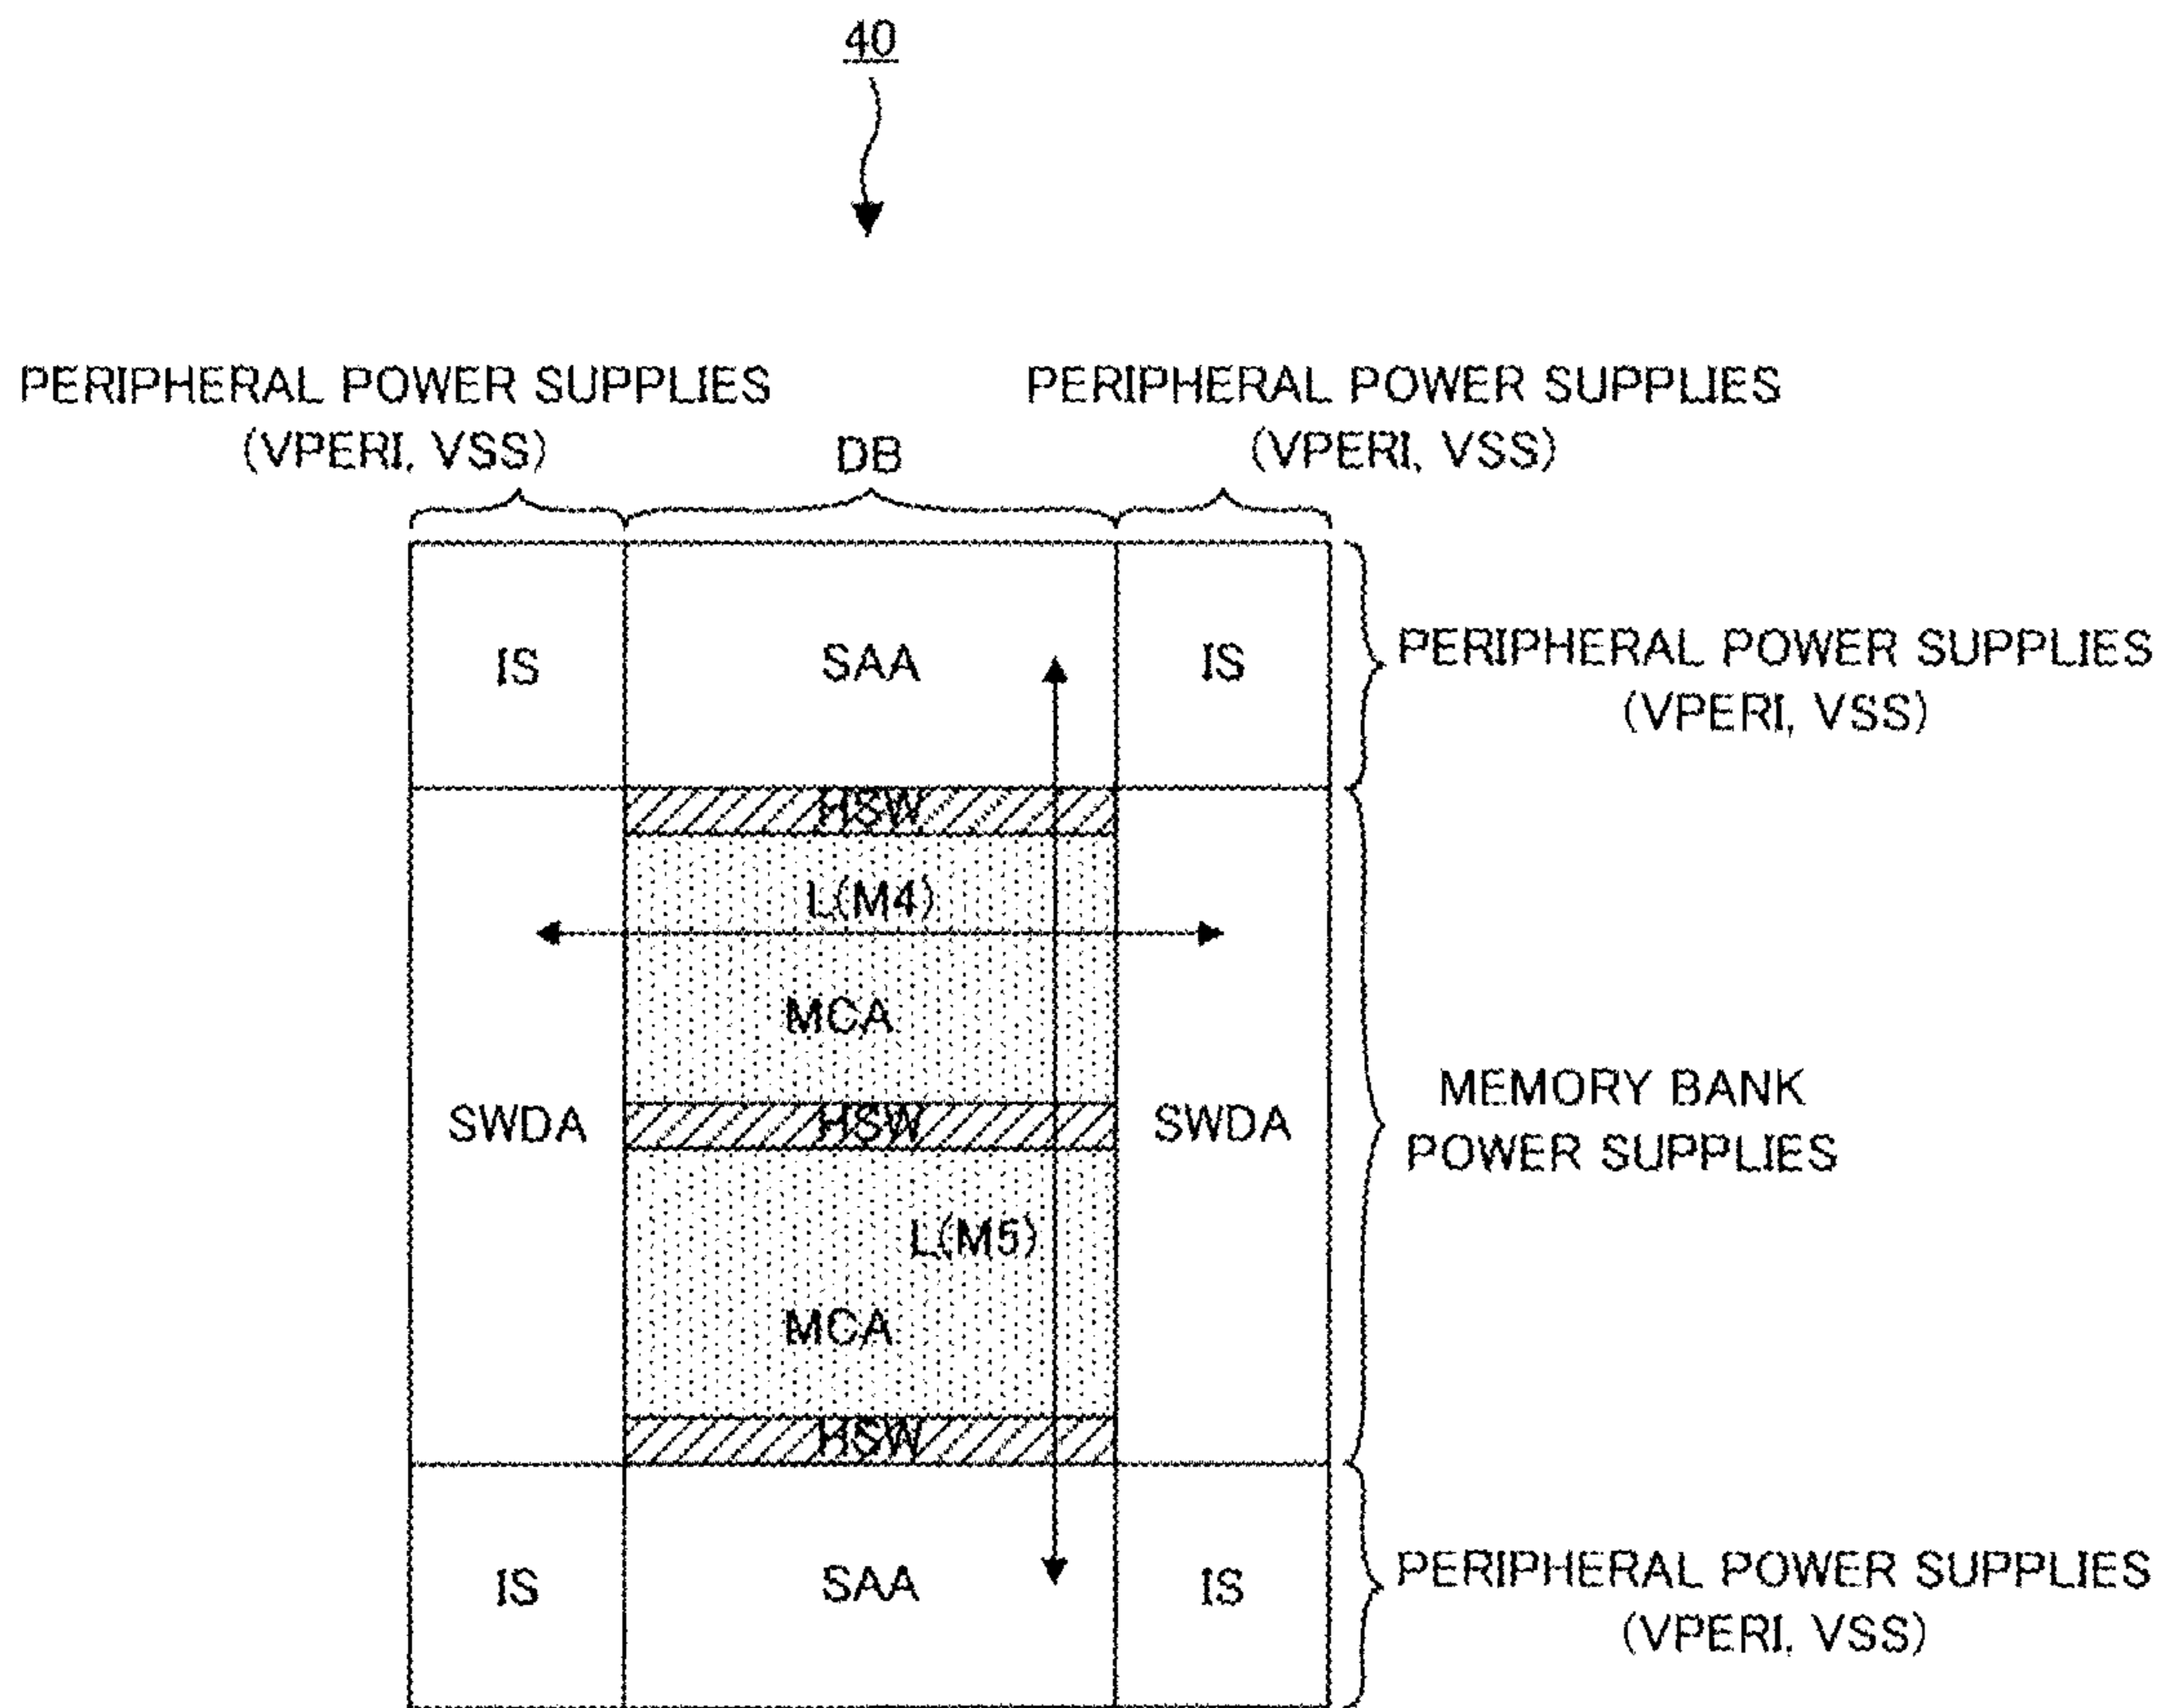 40
PERIPHERAL POWER SUPPLIES
(VPERI, VSS)
DB
PERIPHERAL POWER SUPPLIES
(VPERI, VSS)
IS
SAA
IS
PERIPHERAL POWER SUPPLIES
(VPERI, VSS)
HSW
L(M4)
MCA
SWDA
HSW
SWDA
MEMORY BANK
POWER SUPPLIES
L(M5)
MCA
HSW
IS
SAA
IS
PERIPHERAL POWER SUPPLIES
(VPERI, VSS)